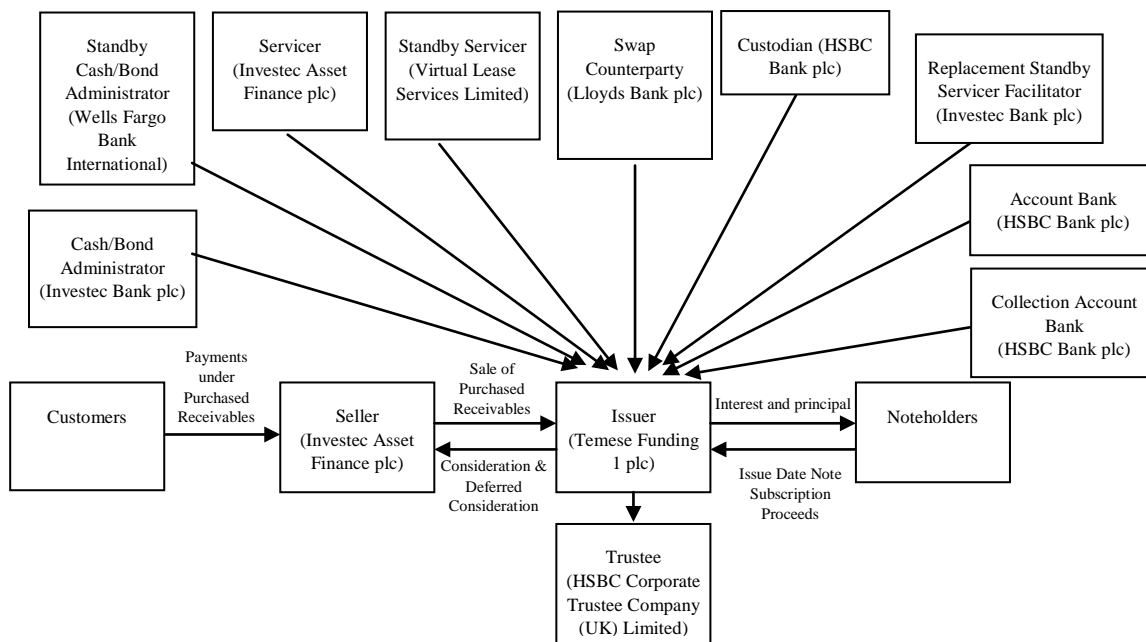 Standby
Cash/Bond
Administrator
(Wells Fargo
Bank
International)
Servicer
(Investec Asset
Finance plc)
Standby Servicer
(Virtual Lease
Services Limited)
Swap
Counterparty
(Lloyds Bank plc)
Custodian (HSBC
Bank plc)
Replacement Standby
Servicer Facilitator
(Investec Bank plc)
Account Bank
(HSBC Bank plc)
Cash/Bond
Administrator
(Investec Bank plc)
Collection Account
Bank
(HSBC Bank plc)
Customers
Payments
under
Purchased
Receivables
Seller
(Investec Asset
Finance plc)
Sale of
Purchased
Receivables
Consideration &
Deferred
Consideration
Issuer
(Temese Funding
1 plc)
Interest and principal
Issue Date Note
Subscription
Proceeds
Noteholders
Trustee
(HSBC Corporate
Trustee Company
(UK) Limited)